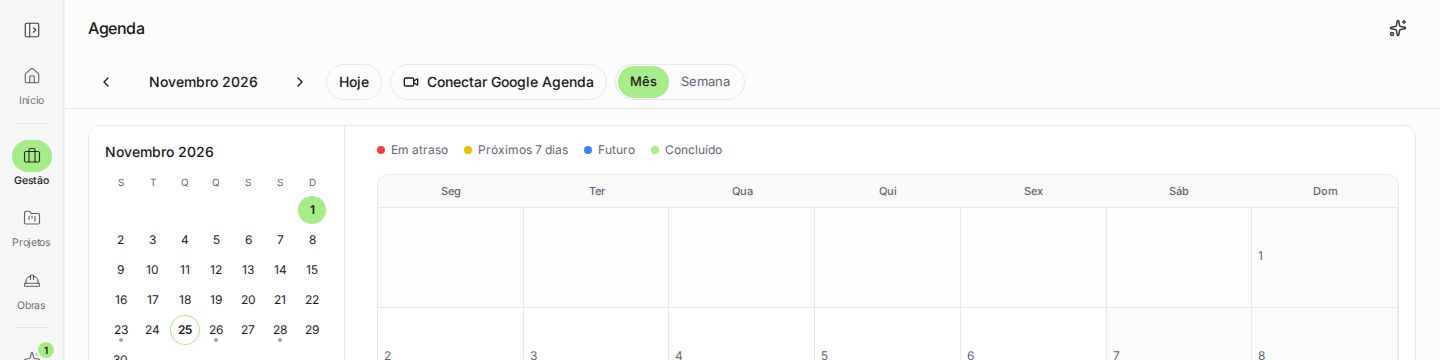 Agenda
Início
Novembro 2026
Hoje
Conectar Google Agenda
Mês
Semana
Gestão
Projetos
Obras
1
Novembro 2026
S T Q Q S S D
1
2 3 4 5 6 7 8
9 10 11 12 13 14 15
16 17 18 19 20 21 22
23 24 25 26 27 28 29
30
Em atraso
Próximos 7 dias
Futuro
Concluído
Seg Ter Qua Qui Sex Sáb Dom
1
2 3 4 5 6 7 8